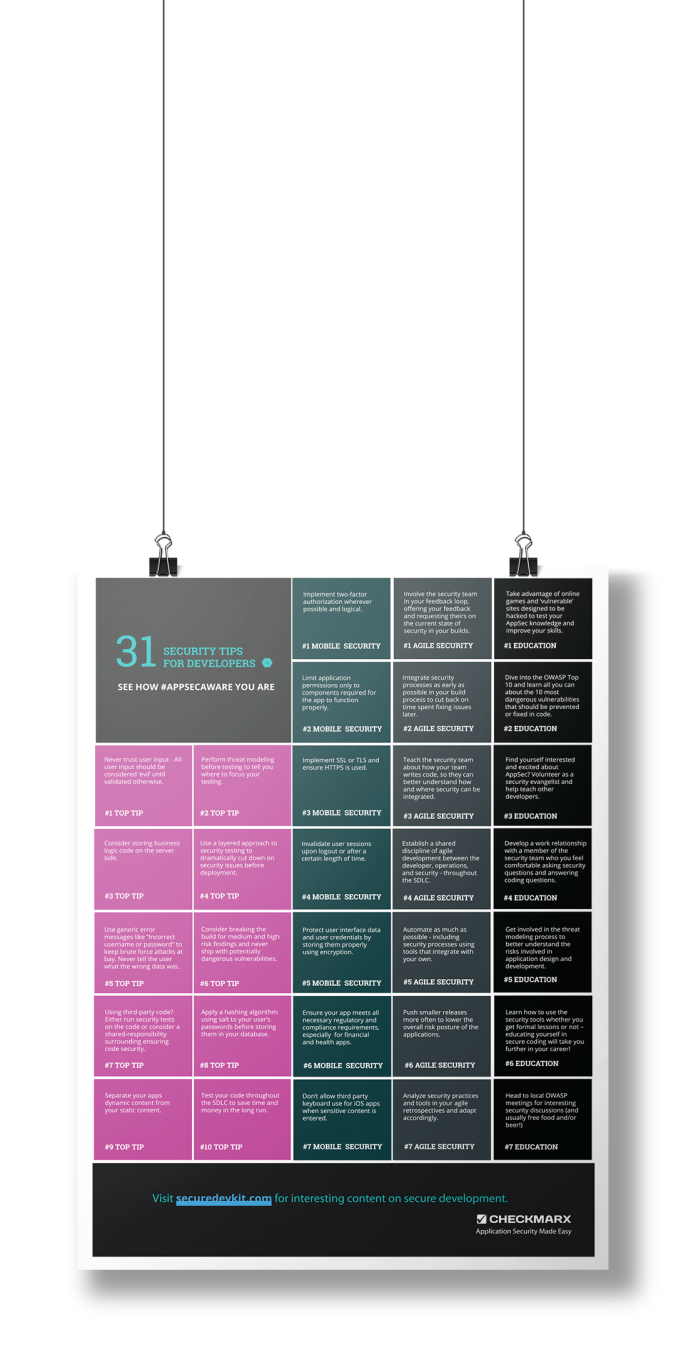 31 SECURITY TIPS
FOR DEVELOPERS
SEE HOW #APPSECAWARE YOU ARE
Implement two-factor
authorization wherever
possible and logical.
#1 MOBILE SECURITY
Involve the security team
in your feedback loop,
offering your feedback
and requesting theirs on
the current state of
security in your builds.
#1 AGILE SECURITY
Take advantage of online
games and 'vulnerable'
sites designed to be
hacked to test your
AppSec knowledge and
improve your skills.
#1 EDUCATION
Limit application
permissions only to
components required for
the app to function
properly.
#2 MOBILE SECURITY
Integrate security
processes as early as
possible in your build
process to cut back on
time spent fixing issues
later.
#2 AGILE SECURITY
Dive into the OWASP Top
10 and learn all you can
about the 10 most
dangerous vulnerabilities
that should be prevented
or fixed in code.
#2 EDUCATION
Never trust user input - All
user input should be
considered 'evil' until
validated otherwise.
#1 TOP TIP
Perform threat modeling
before testing to tell you
where to focus your
testing.
#2 TOP TIP
Implement SSL or TLS and
ensure HTTPS is used.
#3 MOBILE SECURITY
Teach the security team
about how your team
writes code, so they can
better understand how
and where security can be
integrated.
#3 AGILE SECURITY
Find yourself interested
and excited about
AppSec? Volunteer as a
security evangelist and
help teach other
developers.
#3 EDUCATION
Consider storing business
logic code on the server
side.
#3 TOP TIP
Use a layered approach to
security testing to
dramatically cut down on
security issues before
deployment.
#4 TOP TIP
Invalidate user sessions
upon logout or after a
certain length of time.
#4 MOBILE SECURITY
Establish a shared
discipline of agile
development between the
developer, operations,
and security - throughout
the SDLC.
#4 AGILE SECURITY
Develop a work relationship
with a member of the
security team who you feel
comfortable asking security
questions and answering
coding questions.
#4 EDUCATION
Use generic error
messages like "Incorrect
username or password" to
keep brute force attacks at
bay. Never tell the user
what the wrong data was.
#5 TOP TIP
Consider breaking the
build for medium and high
risk findings and never
ship with potentially
dangerous vulnerabilities.
#6 TOP TIP
Protect user interface data
and user credentials by
storing them properly
using encryption.
#5 MOBILE SECURITY
Automate as much as
possible - including
security processes using
tools that integrate with
your own.
#5 AGILE SECURITY
Get involved in the threat
modeling process to
better understand the
risks involved in
application design and
development.
#5 EDUCATION
Using third-party code?
Either run security tests
on the code or consider a
shared-responsibility
surrounding ensuring
code security.
#7 TOP TIP
Apply a hashing algorithm
using salt to your user's
passwords before storing
them in your database.
#8 TOP TIP
Ensure your app meets all
necessary regulatory and
compliance requirements,
especially for financial
and health apps.
#6 MOBILE SECURITY
Push smaller releases
more often to lower the
overall risk posture of the
applications.
#6 AGILE SECURITY
Learn how to use the
security tools whether you
get formal lessons or not –
educating yourself in
secure coding will take you
further in your career!
#6 EDUCATION
Separate your apps
dynamic content from
your static content.
#9 TOP TIP
Test your code throughout
the SDLC to save time and
money in the long run.
#10 TOP TIP
Don't allow third party
keyboard use for iOS apps
when sensitive content is
entered.
#7 MOBILE SECURITY
Analyze security practices
and tools in your agile
retrospectives and adapt
accordingly.
#7 AGILE SECURITY
Head to local OWASP
meetings for interesting
security discussions (and
usually free food and/or
beer!)
#7 EDUCATION
Visit securedevkit.com for interesting content on secure development.
CHECKMARX
Application Security Made Easy